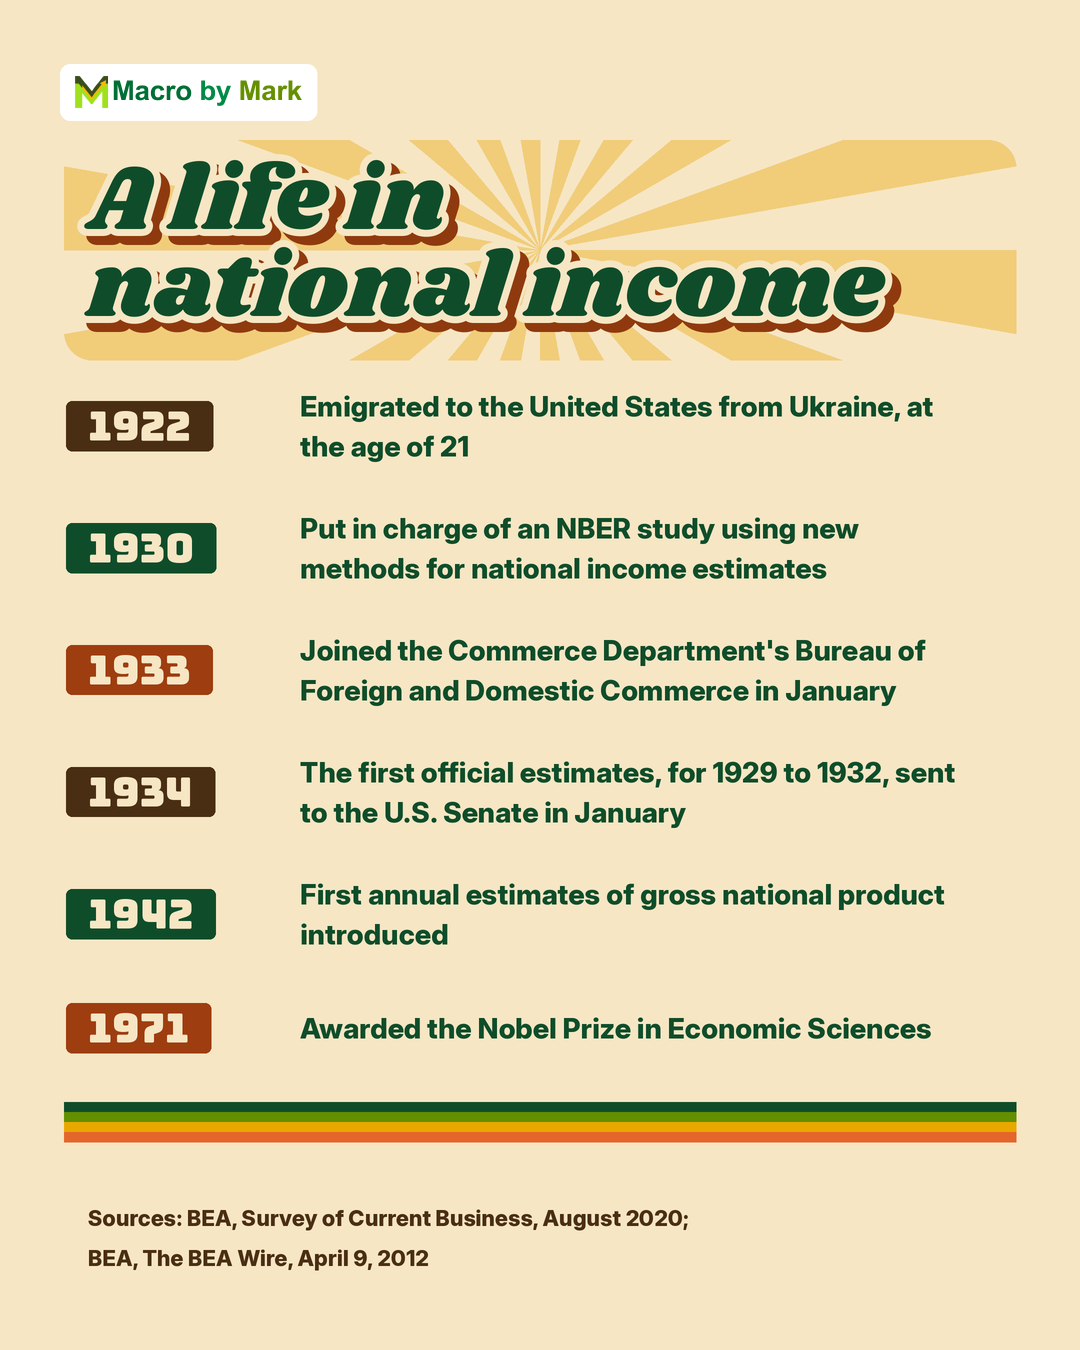 Macro by Mark
A life in
national income
1922
Emigrated to the United States from Ukraine, at
the age of 21
1930
Put in charge of an NBER study using new
methods for national income estimates
1933
Joined the Commerce Department's Bureau of
Foreign and Domestic Commerce in January
1934
The first official estimates, for 1929 to 1932, sent
to the U.S. Senate in January
1942
First annual estimates of gross national product
introduced
1971
Awarded the Nobel Prize in Economic Sciences
Sources: BEA, Survey of Current Business, August 2020;
BEA, The BEA Wire, April 9, 2012